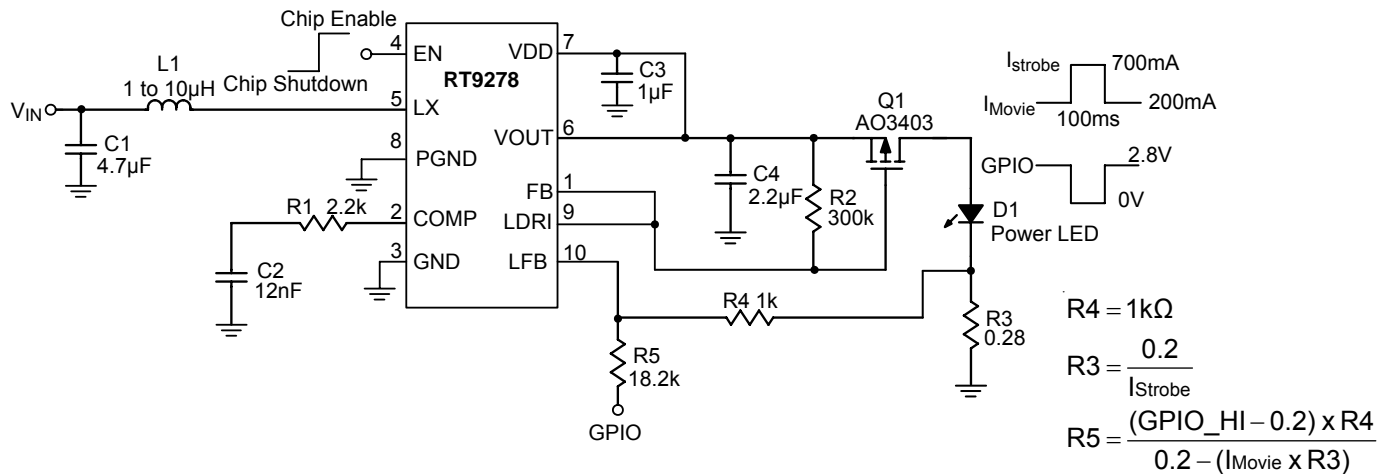 Chip Enable
Chip Shutdown
L1
1 to 10µH
VIN
C1
4.7µF
R1 2.2k
C2
12nF
RT9278
4 EN
5 LX
8 PGND
2 COMP
3 GND
VDD 7
VOUT 6
FB 1
LDRI 9
LFB 10
C3
1µF
C4
2.2µF
R2
300k
Q1
AO3403
D1
Power LED
R4 1k
R3
0.28
R5
18.2k
GPIO
Istrobe 700mA
IMovie 200mA
100ms
GPIO 2.8V
0V
R4 = 1kΩ
R3 = 0.2 / IStrobe
R5 = (GPIO_HI − 0.2) x R4 / 0.2 − (IMovie x R3)